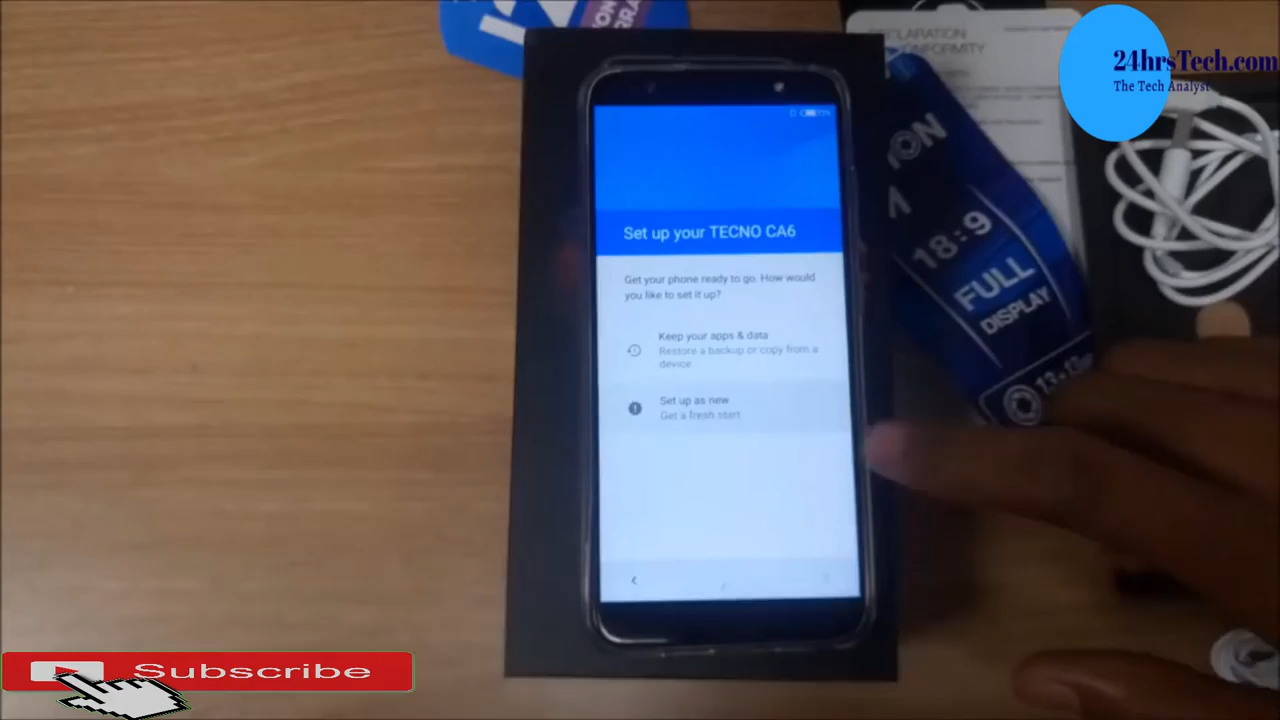 DECLARATION
CONFORMITY
24hrsTech.com
The Tech Analyst
18:9
FULL
DISPLAY
Set up your TECNO CA6
Get your phone ready to go. How would
you like to set it up?
Keep your apps & data
Restore a backup or copy from a
device
Set up as new
Get a fresh start
Subscribe